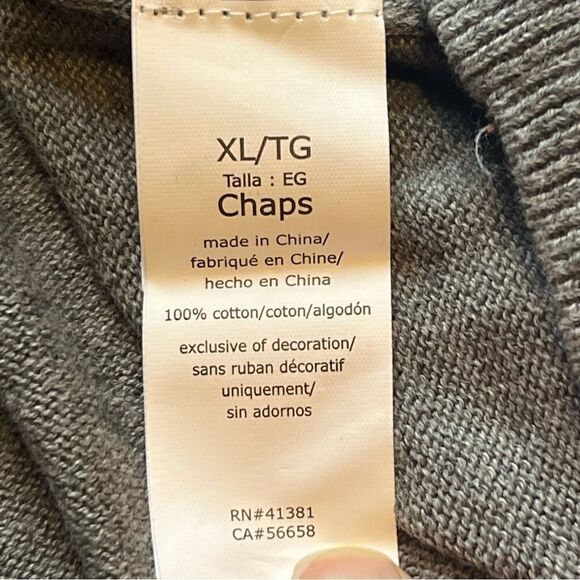 XL/TG
Talla : EG
Chaps
made in China/
fabriqué en Chine/
hecho en China
100% cotton/coton/algodón
exclusive of decoration/
sans ruban décoratif
uniquement/
sin adornos
RN#41381
CA#56658